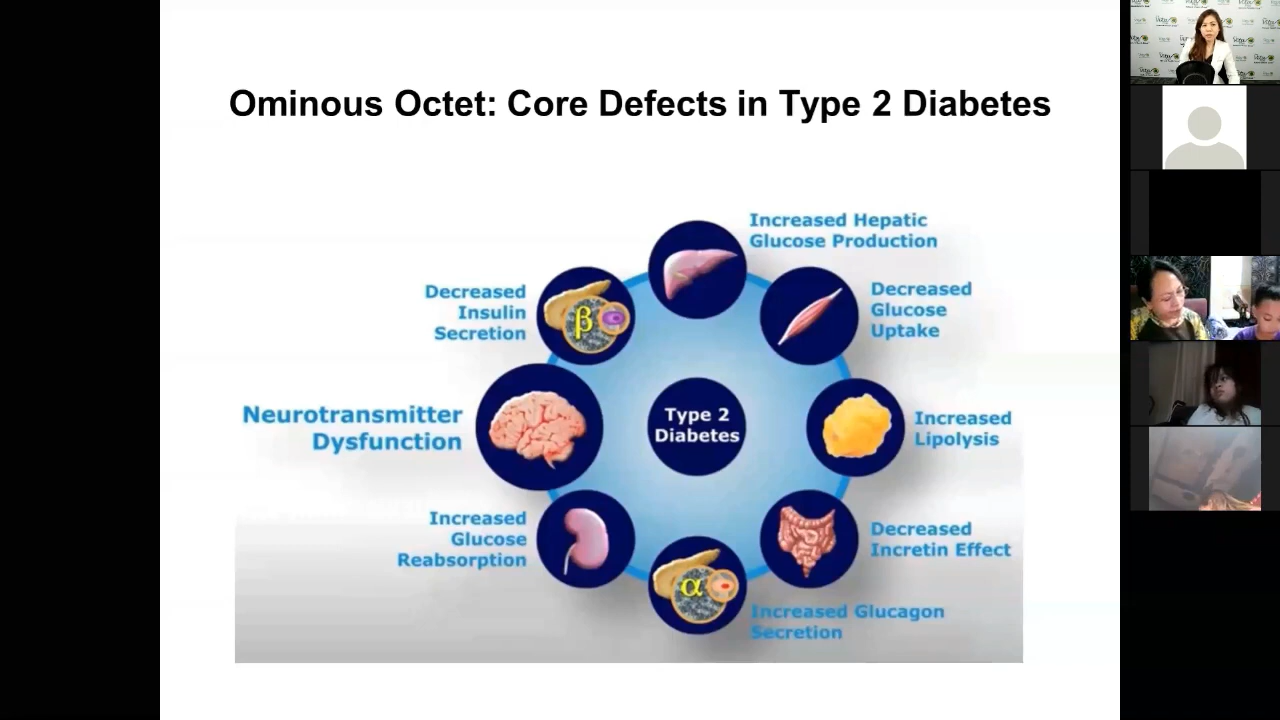 Ominous Octet: Core Defects in Type 2 Diabetes
Increased Hepatic
Glucose Production
Decreased
Insulin
Secretion
β
Decreased
Glucose
Uptake
Neurotransmitter
Dysfunction
Type 2
Diabetes
Increased
Lipolysis
Increased
Glucose
Reabsorption
Decreased
Incretin Effect
α
Increased Glucagon
Secretion